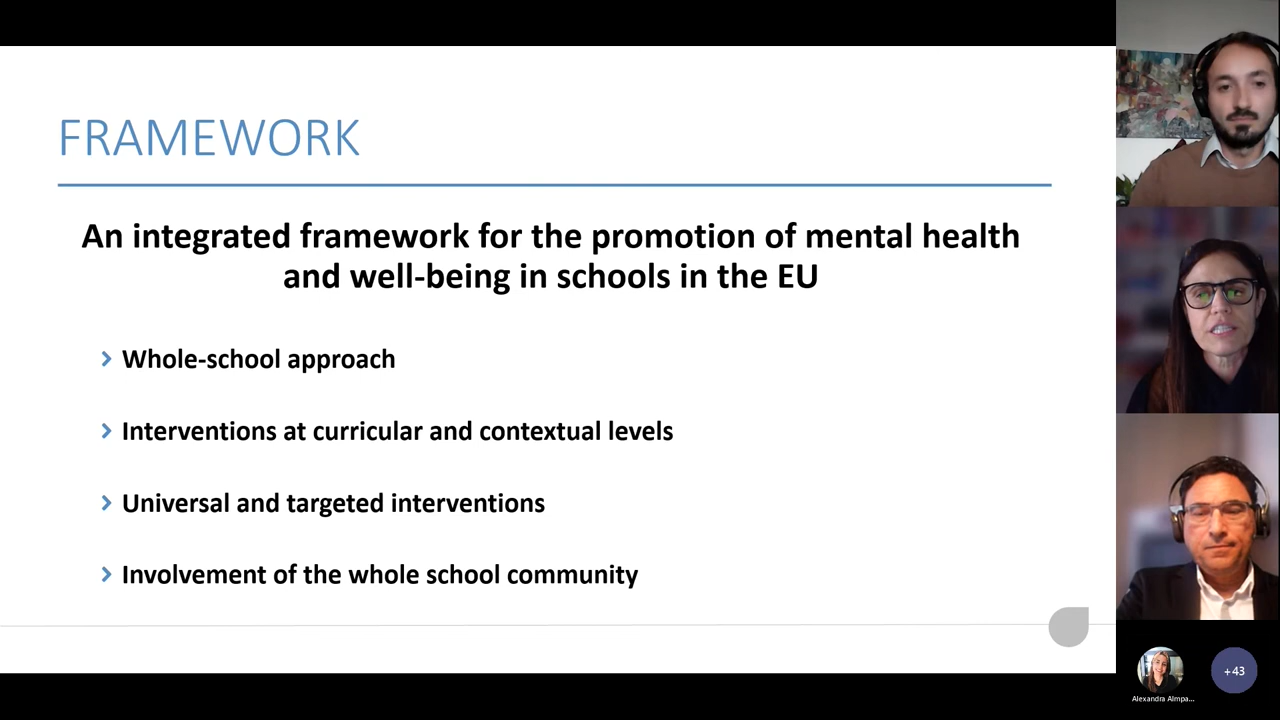 FRAMEWORK
An integrated framework for the promotion of mental health
and well-being in schools in the EU
Whole-school approach
Interventions at curricular and contextual levels
Universal and targeted interventions
Involvement of the whole school community
+43
Alexandra Almpa...